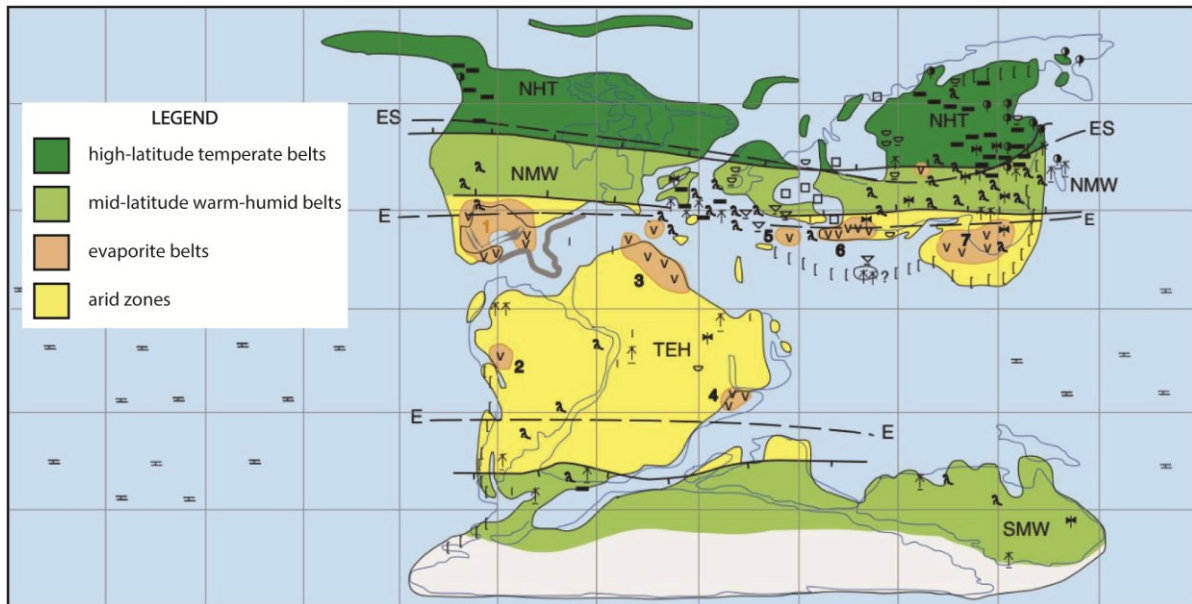 NHT
ES
NHT
ES
LEGEND
high-latitude temperate belts
mid-latitude warm-humid belts
evaporite belts
arid zones
NMW
NMW
E
E
1
5
6
7
3
?
2
TEH
4
E
E
SMW